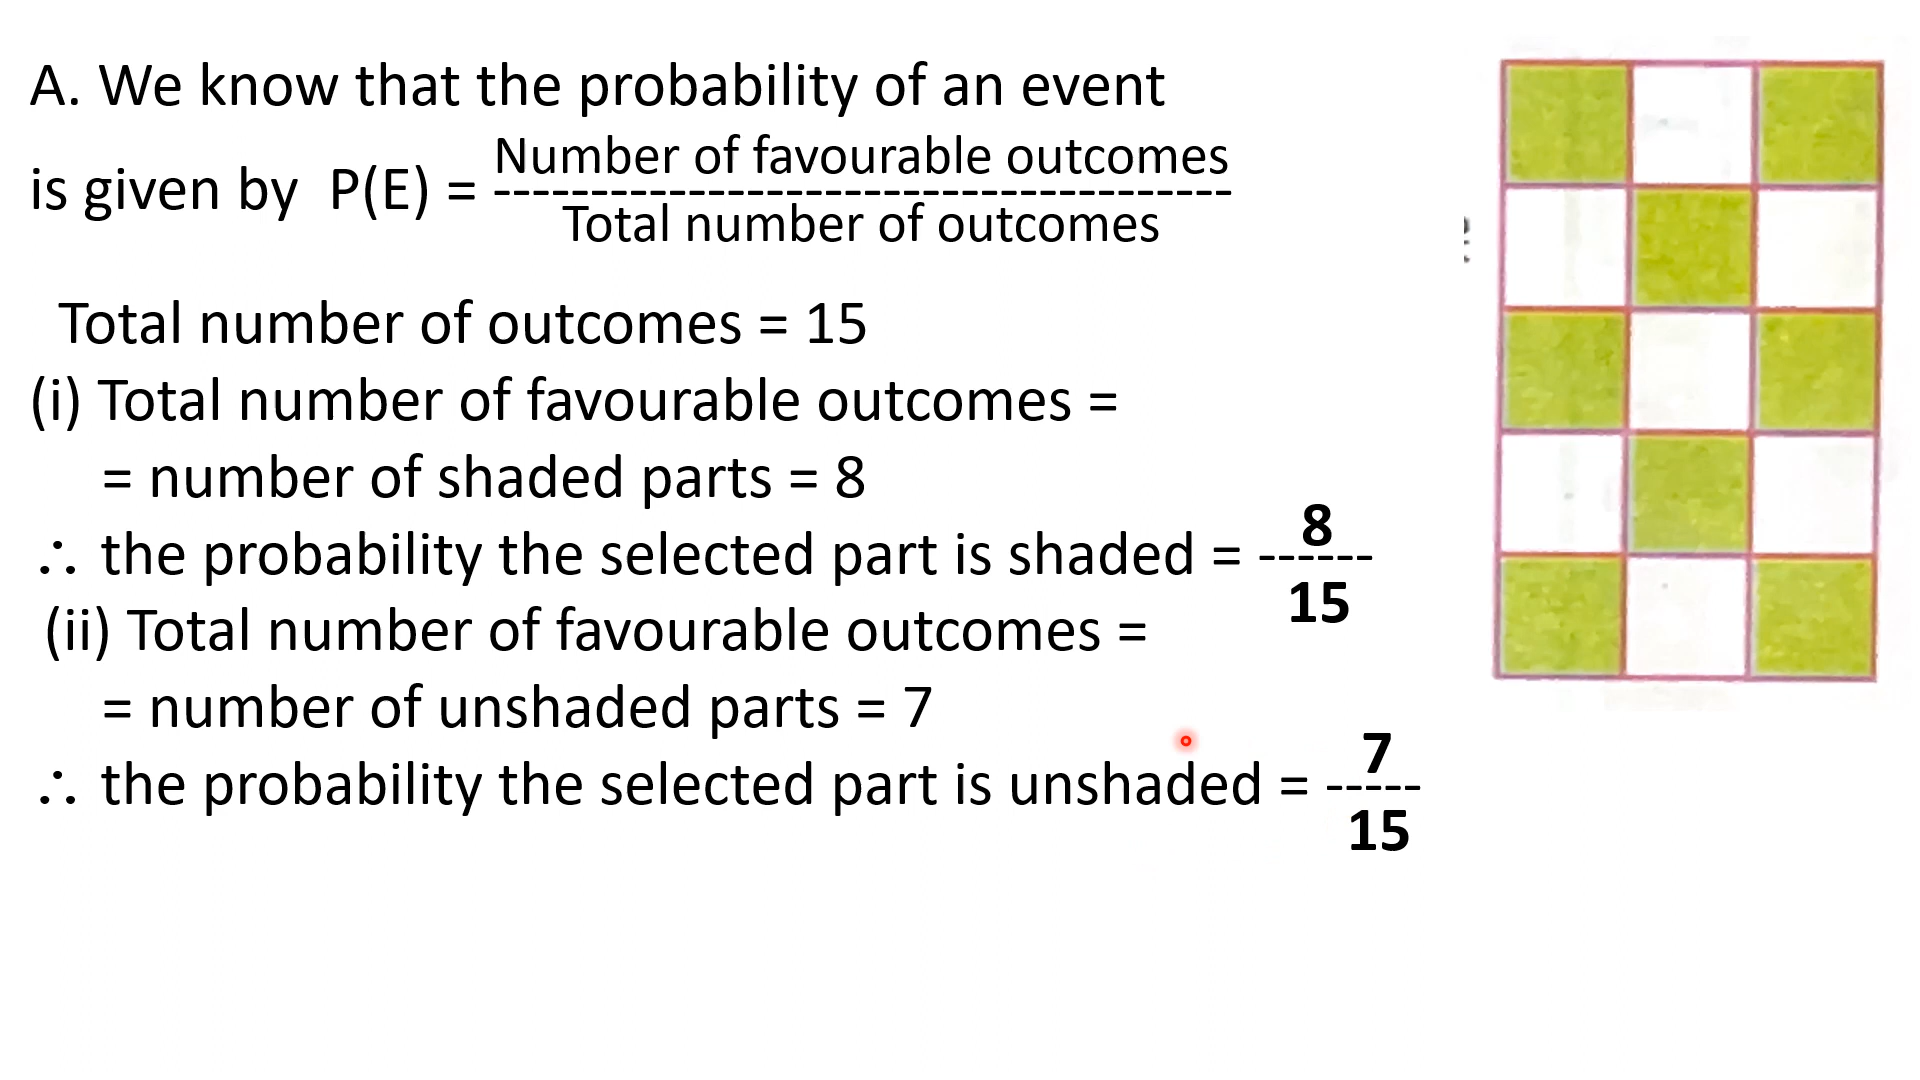 A. We know that the probability of an event
Number of favourable outcomes
is given by P(E) = --------------------------------------
Total number of outcomes
Total number of outcomes = 15
(i) Total number of favourable outcomes =
= number of shaded parts = 8
8
∴ the probability the selected part is shaded = ------
15
(ii) Total number of favourable outcomes =
= number of unshaded parts = 7
7
∴ the probability the selected part is unshaded = -----
15